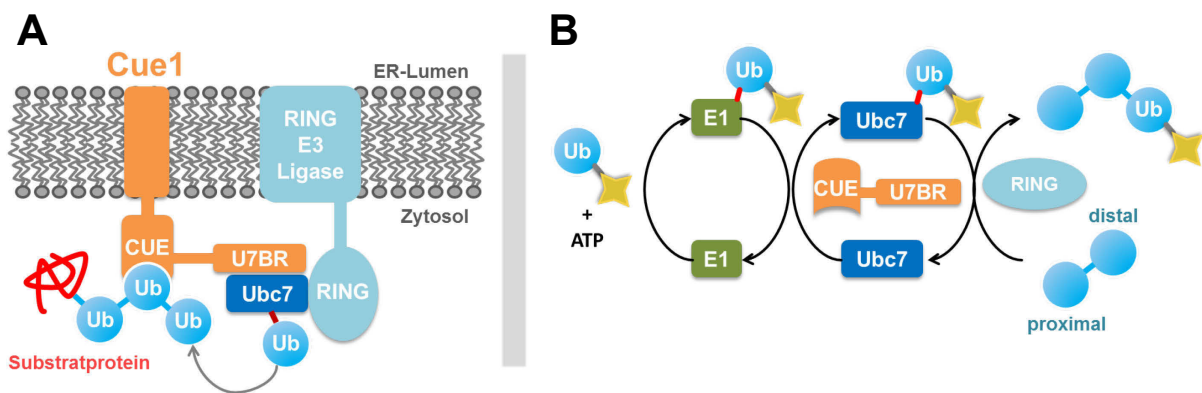 A
Cue1
ER-Lumen
RING
E3
Ligase
Zytosol
CUE
U7BR
Ub
Ubc7
RING
Ub
Ub
Ub
Substratprotein
B
Ub
Ub
E1
Ubc7
Ub
Ub
CUE
U7BR
RING
+
ATP
distal
E1
Ubc7
proximal